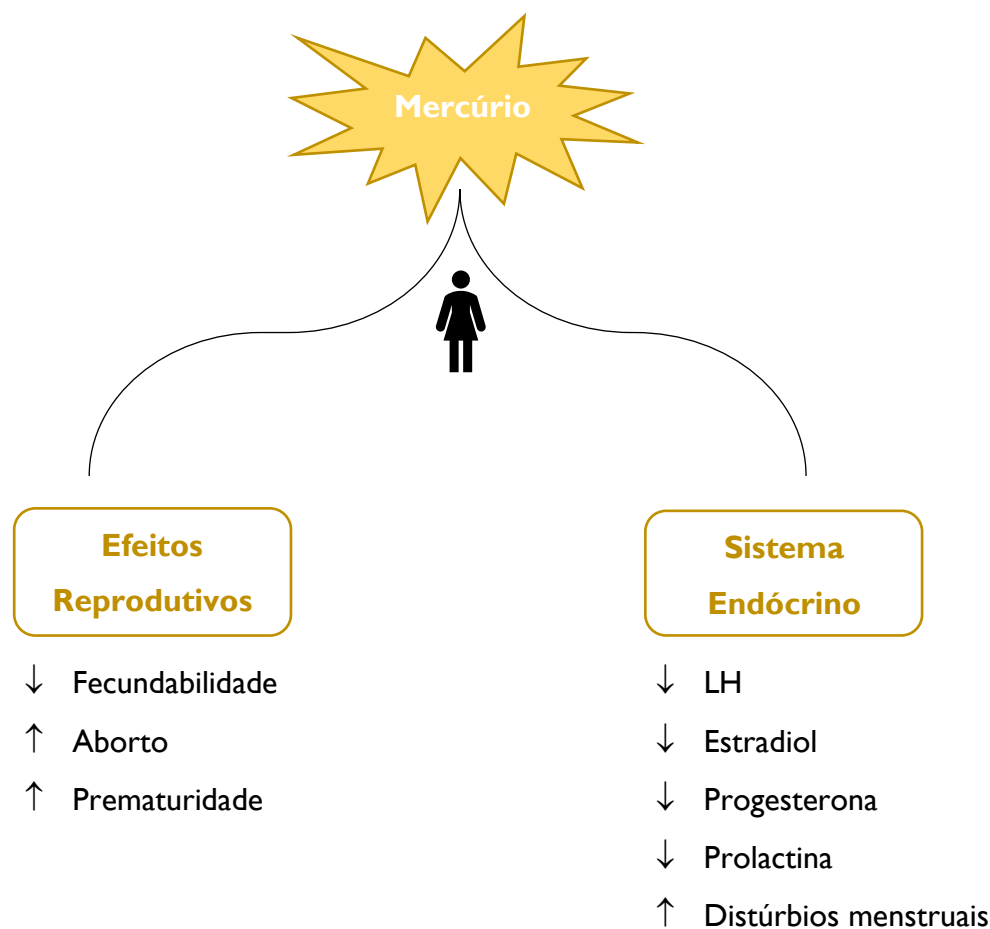 Mercúrio
Efeitos
Reprodutivos
↓ Fecundabilidade
↑ Aborto
↑ Prematuridade
Sistema
Endócrino
↓ LH
↓ Estradiol
↓ Progesterona
↓ Prolactina
↑ Distúrbios menstruais